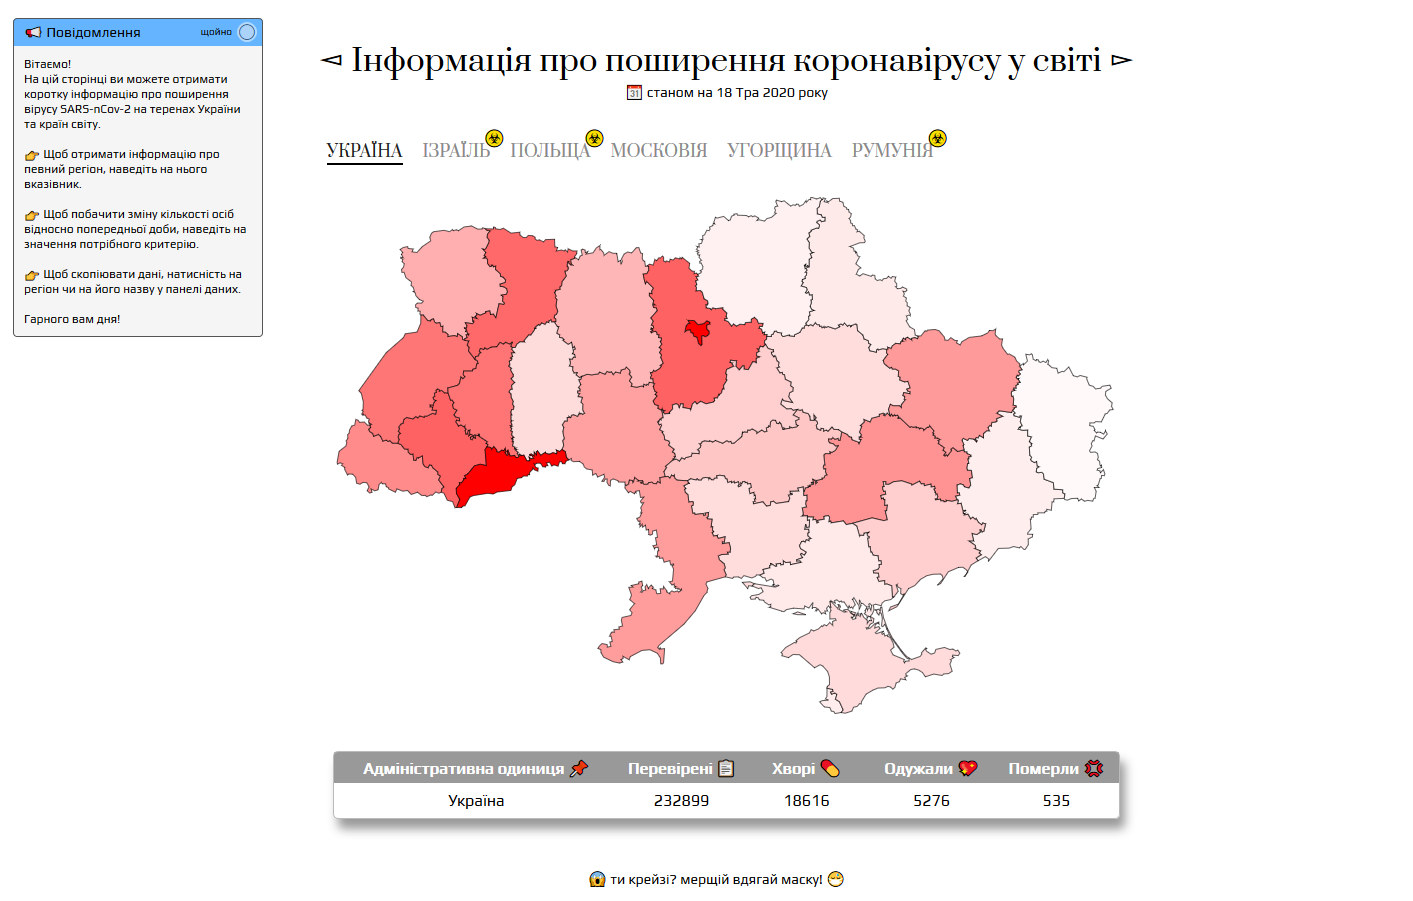 Повідомлення
щойно
Вітаємо!
На цій сторінці ви можете отримати
коротку інформацію про поширення
вірусу SARS-nCov-2 на теренах України
та країн світу.
👉 Щоб отримати інформацію про
певний регіон, наведіть на нього
вказівник.
👉 Щоб побачити зміну кількості осіб
відносно попередньої доби, наведіть на
значення потрібного критерію.
👉 Щоб скопіювати дані, натисність на
регіон чи на його назву у панелі даних.
Гарного вам дня!
◅ Інформація про поширення коронавірусу у світі ▻
станом на 18 Тра 2020 року
УКРАЇНА ІЗРАЇЛЬ ПОЛЬЩА МОСКОВІЯ УГОРЩИНА РУМУНІЯ
Адміністративна одиниця 📌 Перевірені 📋 Хворі 💊 Одужали 💖 Померли 💢
Україна 232899 18616 5276 535
😱 ти крейзі? мерщій вдягай маску! 😷